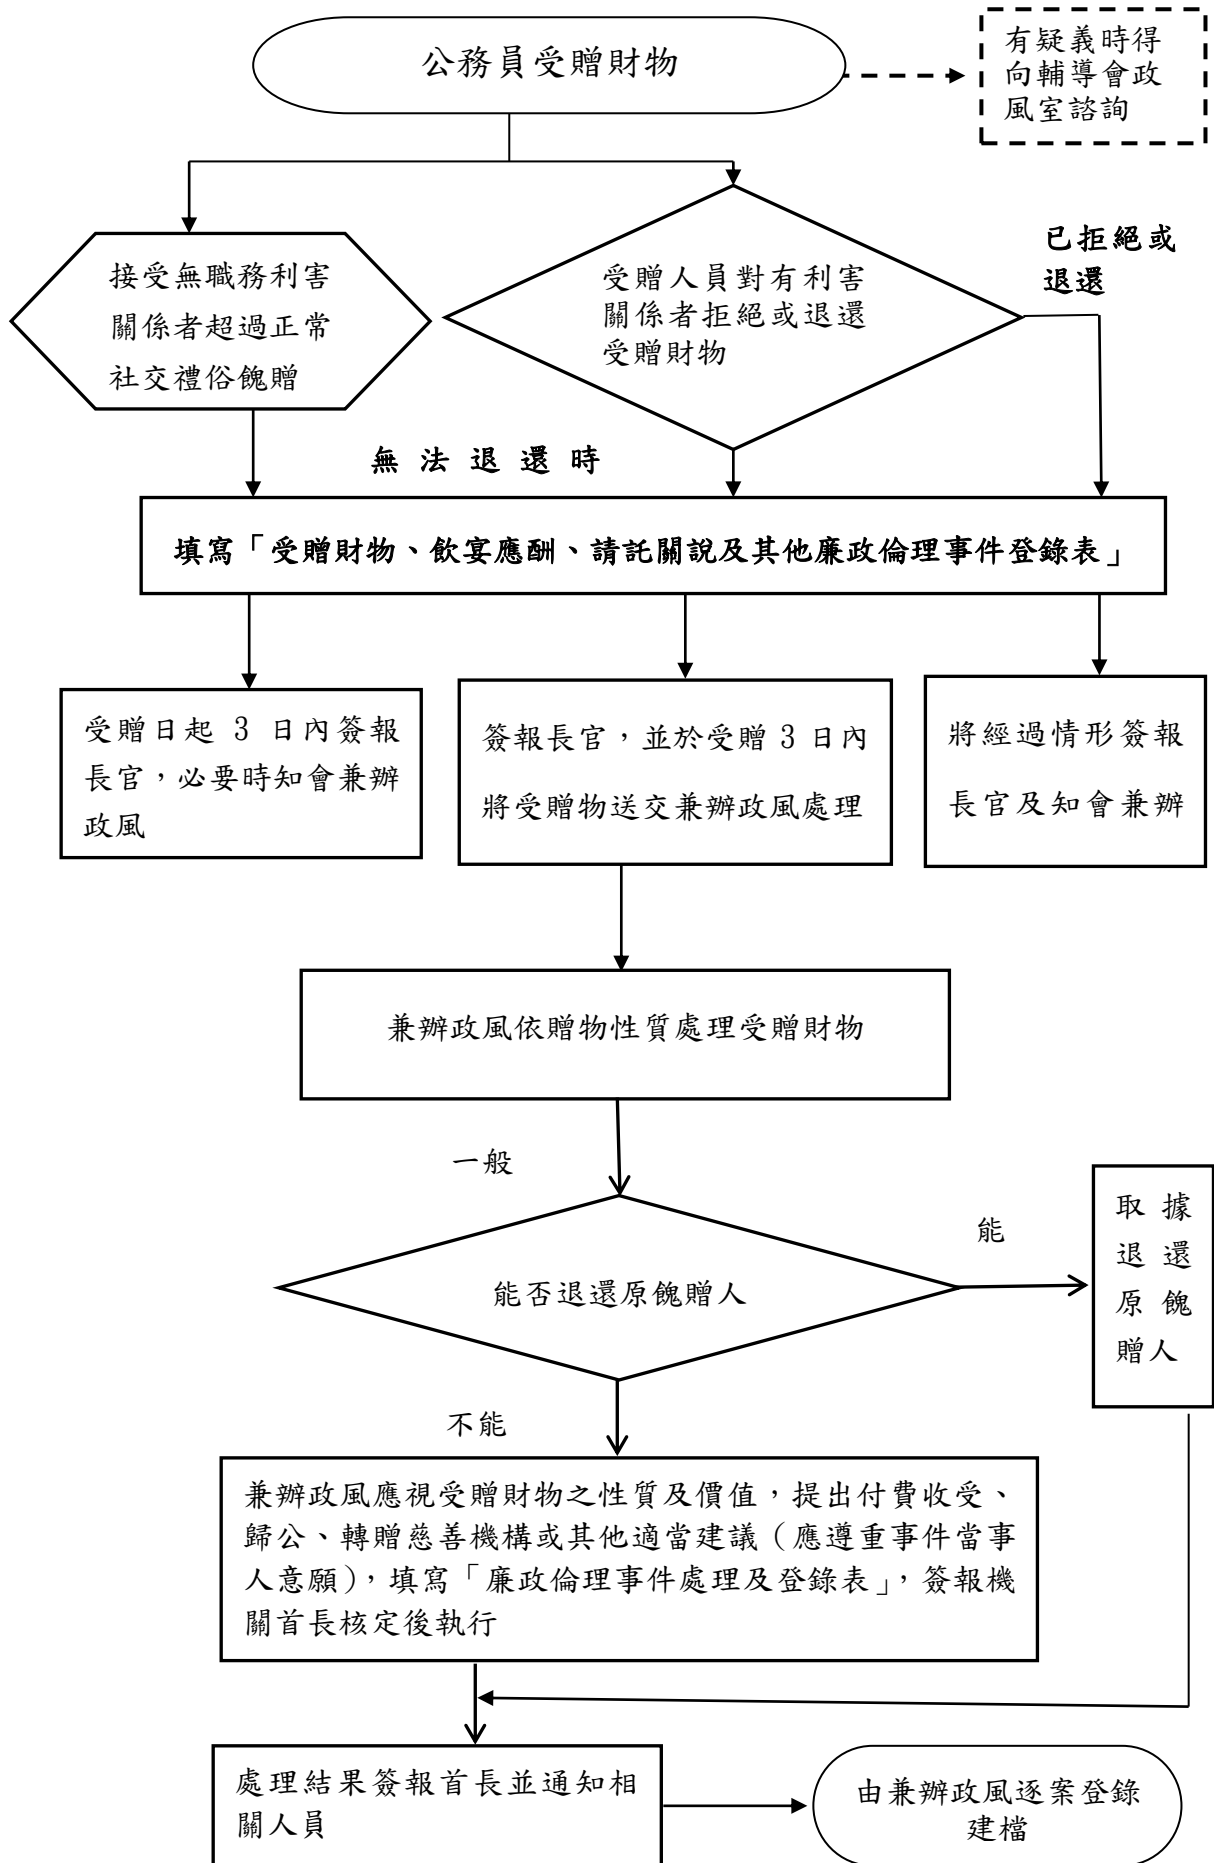 公務員受贈財物
有疑義時得
向輔導會政
風室諮詢
接受無職務利害
關係者超過正常
社交禮俗餽贈
受贈人員對有利害
關係者拒絕或退還
受贈財物
已拒絕或
退還
無法退還時
填寫「受贈財物、飲宴應酬、請託關說及其他廉政倫理事件登錄表」
受贈日起 3 日內簽報
長官，必要時知會兼辦
政風
簽報長官，並於受贈 3 日內
將受贈物送交兼辦政風處理
將經過情形簽報
長官及知會兼辦
兼辦政風依贈物性質處理受贈財物
一般
能否退還原餽贈人
能
取據
退還
原餽
贈人
不能
兼辦政風應視受贈財物之性質及價值，提出付費收受、
歸公、轉贈慈善機構或其他適當建議（應遵重事件當事
人意願），填寫「廉政倫理事件處理及登錄表」，簽報機
關首長核定後執行
處理結果簽報首長並通知相
關人員
由兼辦政風逐案登錄
建檔